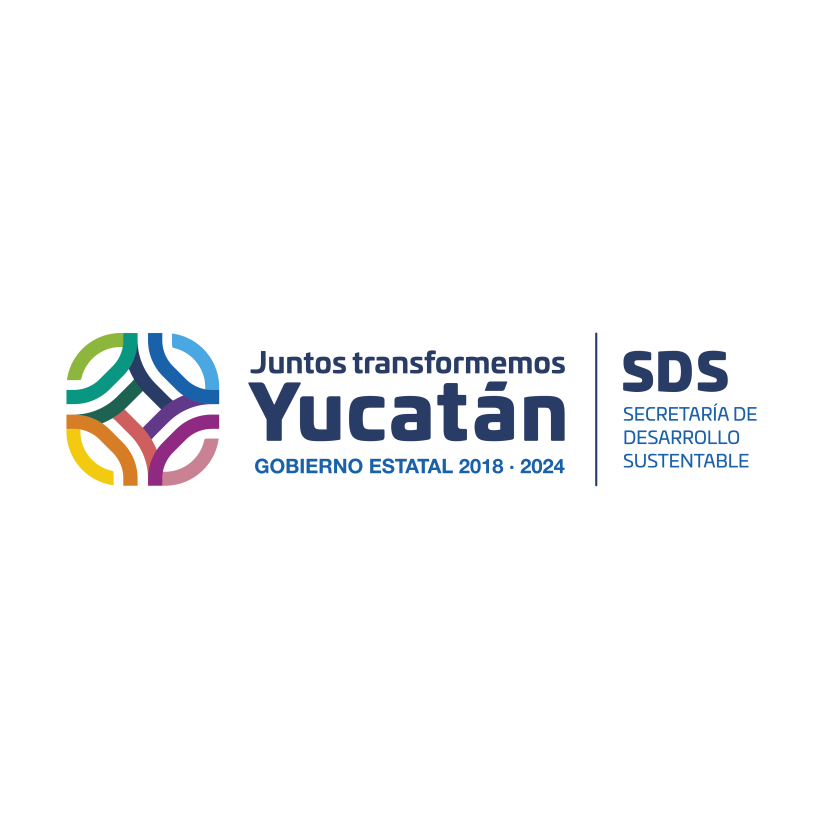 Juntos transformemos
Yucatán
GOBIERNO ESTATAL 2018 · 2024
SDS
SECRETARÍA DE
DESARROLLO
SUSTENTABLE